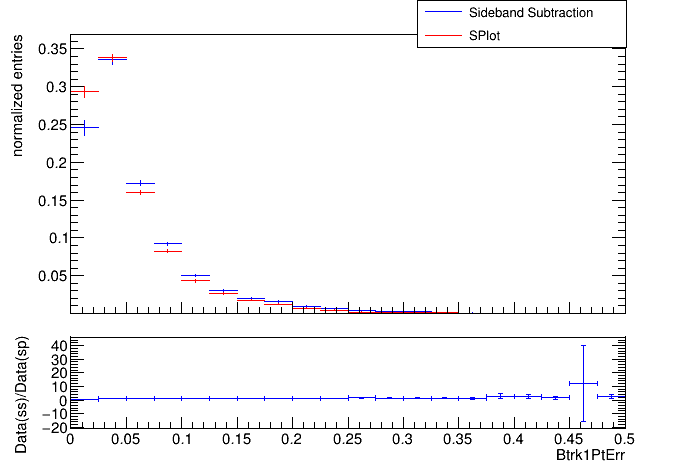 Sideband Subtraction
SPlot
normalized entries
0.35
0.3
0.25
0.2
0.15
0.1
0.05
Data(ss)/Data(sp)
40
30
20
10
0
−10
−20
0 0.05 0.1 0.15 0.2 0.25 0.3 0.35 0.4 0.45 0.5
Btrk1PtErr